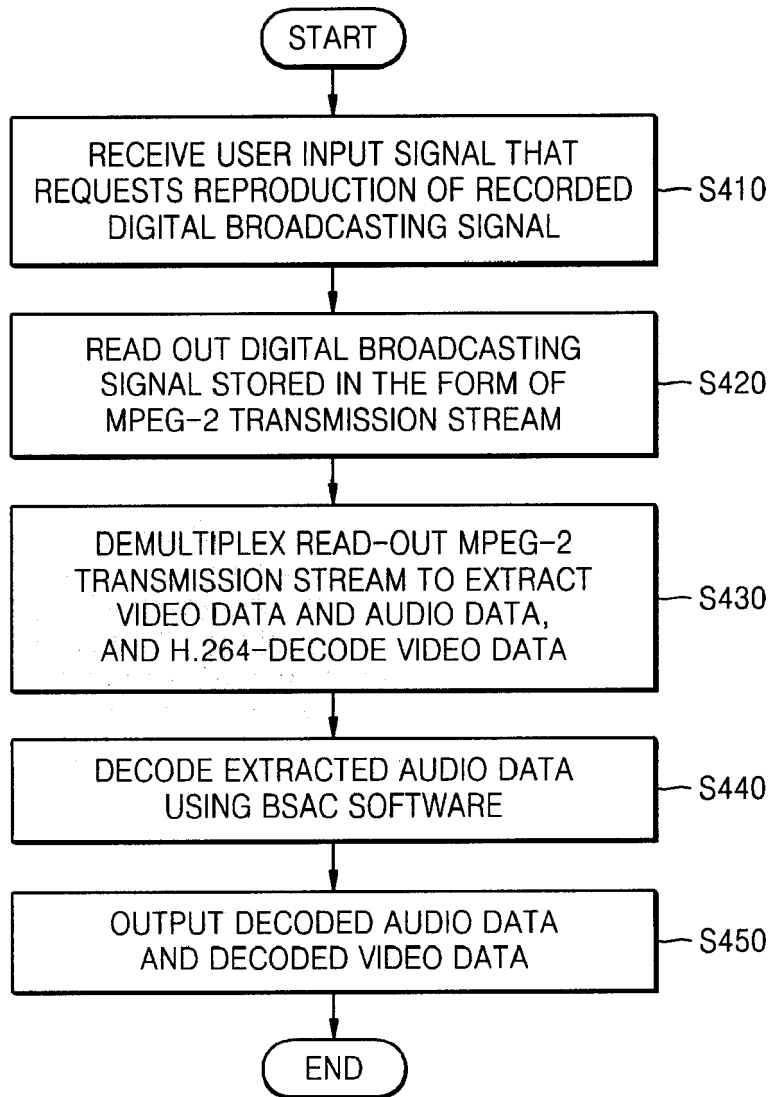 START
RECEIVE USER INPUT SIGNAL THAT
REQUESTS REPRODUCTION OF RECORDED
DIGITAL BROADCASTING SIGNAL
S410
READ OUT DIGITAL BROADCASTING
SIGNAL STORED IN THE FORM OF
MPEG-2 TRANSMISSION STREAM
S420
DEMULTIPLEX READ-OUT MPEG-2
TRANSMISSION STREAM TO EXTRACT
VIDEO DATA AND AUDIO DATA,
AND H.264-DECODE VIDEO DATA
S430
DECODE EXTRACTED AUDIO DATA
USING BSAC SOFTWARE
S440
OUTPUT DECODED AUDIO DATA
AND DECODED VIDEO DATA
S450
END